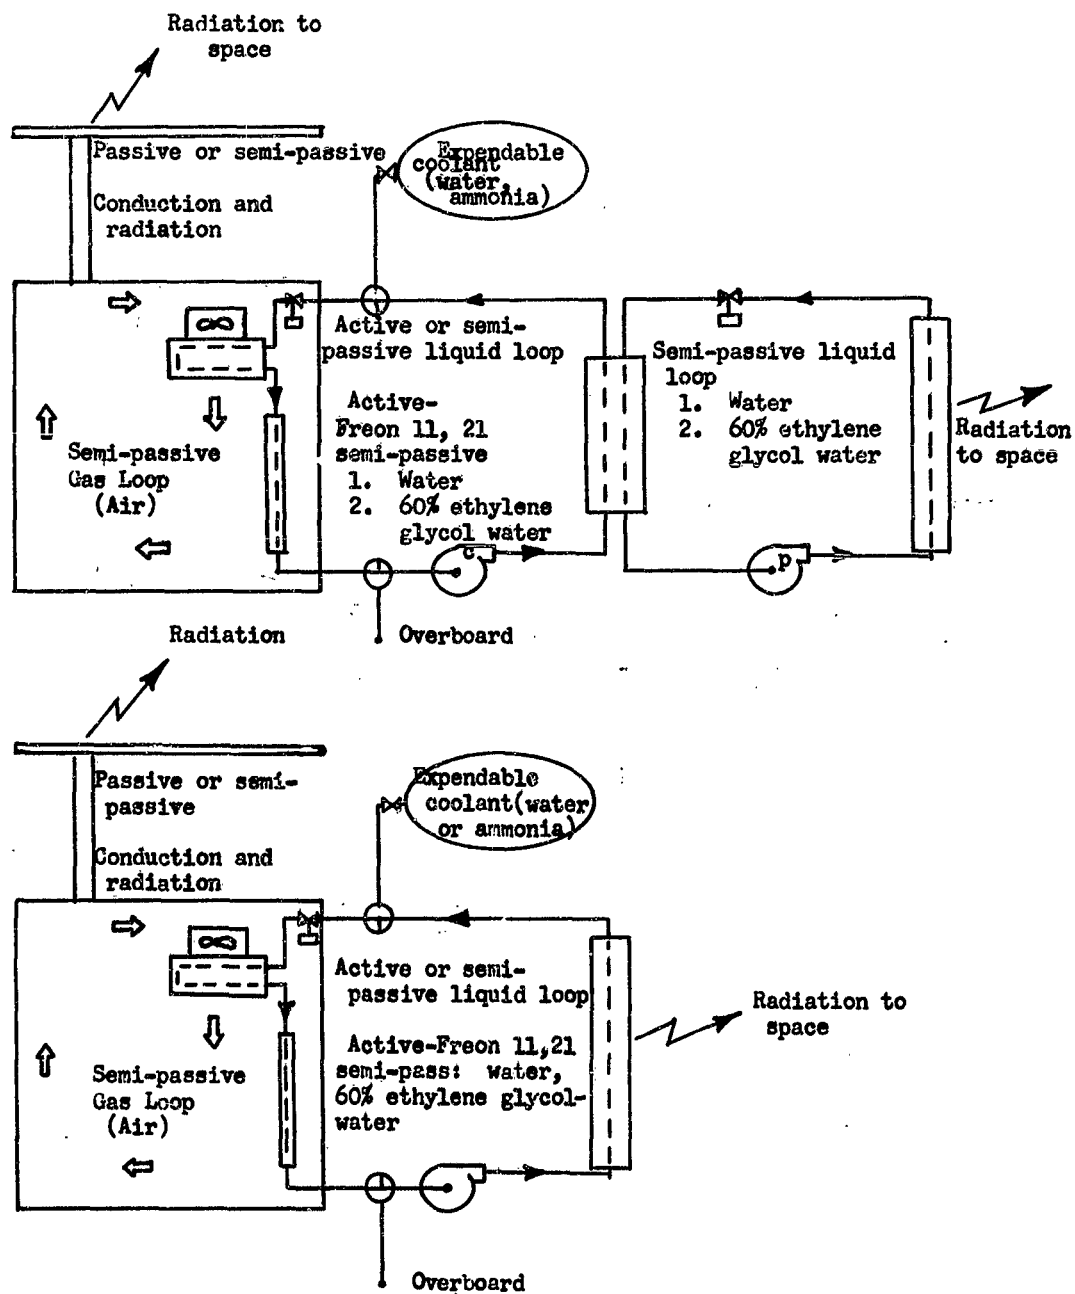 Radiation to
space
Passive or semi-passive
Conduction and
radiation
Expendable
coolant
(water,
ammonia)
Active or semi-
passive liquid loop
Active-
Freon 11, 21
semi-passive
1. Water
2. 60% ethylene
glycol water
c
Semi-passive
Gas Loop
(Air)
Semi-passive liquid
loop
1. Water
2. 60% ethylene
glycol water
p
Radiation
to space
Overboard
Radiation
Passive or semi-
passive
Conduction and
radiation
Expendable
coolant(water
or ammonia)
Active or semi-
passive liquid loop
Active-Freon 11,21
semi-pass: water,
60% ethylene glycol-
water
Semi-passive
Gas Loop
(Air)
Radiation to
space
Overboard